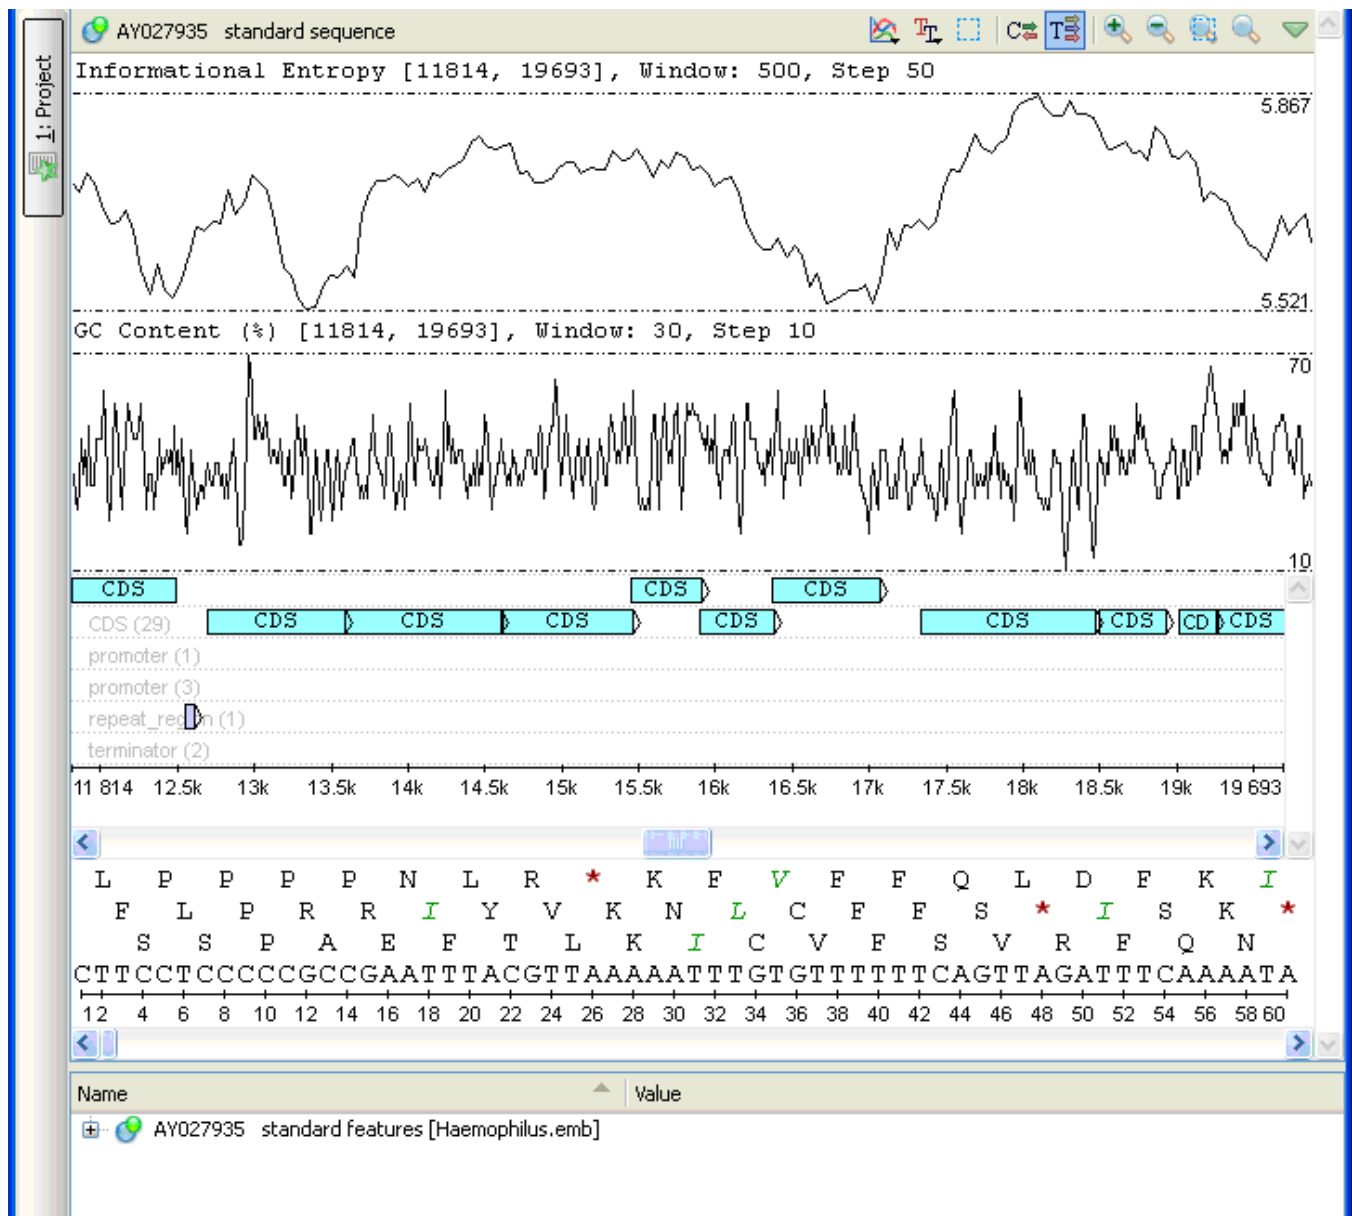 1: Project
AY027935 standard sequence
Informational Entropy [11814, 19693], Window: 500, Step 50
5.867
5.521
GC Content (%) [11814, 19693], Window: 30, Step 10
70
10
CDS CDS CDS
CDS (29) CDS CDS CDS CDS CDS CDS CD CDS
promoter (1)
promoter (3)
repeat_region (1)
terminator (2)
11 814 12.5k 13k 13.5k 14k 14.5k 15k 15.5k 16k 16.5k 17k 17.5k 18k 18.5k 19k 19 693
L P P P P N L R * K F V F F Q L D F K I
F L P R R I Y V K N L C F F S * I S K *
S S P A E F T L K I C V F S V R F Q N
CTTCCTCCCCCGCCGAATTTACGTTAAAAATTTGTGTTTTTTCAGTTAGATTTCAAAATA
12 4 6 8 10 12 14 16 18 20 22 24 26 28 30 32 34 36 38 40 42 44 46 48 50 52 54 56 58 60
Name Value
AY027935 standard features [Haemophilus.emb]